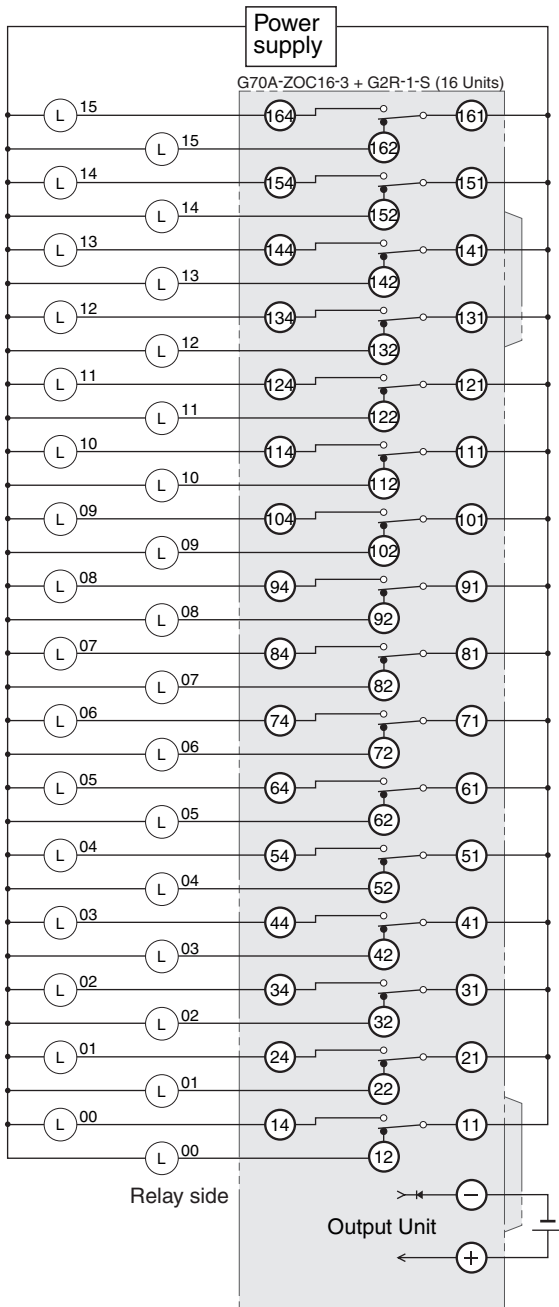 Power
supply
G70A-ZOC16-3 + G2R-1-S (16 Units)
L 15 164 161
L 15 162
L 14 154 151
L 14 152
L 13 144 141
L 13 142
L 12 134 131
L 12 132
L 11 124 121
L 11 122
L 10 114 111
L 10 112
L 09 104 101
L 09 102
L 08 94 91
L 08 92
L 07 84 81
L 07 82
L 06 74 71
L 06 72
L 05 64 61
L 05 62
L 04 54 51
L 04 52
L 03 44 41
L 03 42
L 02 34 31
L 02 32
L 01 24 21
L 01 22
L 00 14 11
L 00 12
Relay side
−
Output Unit
+